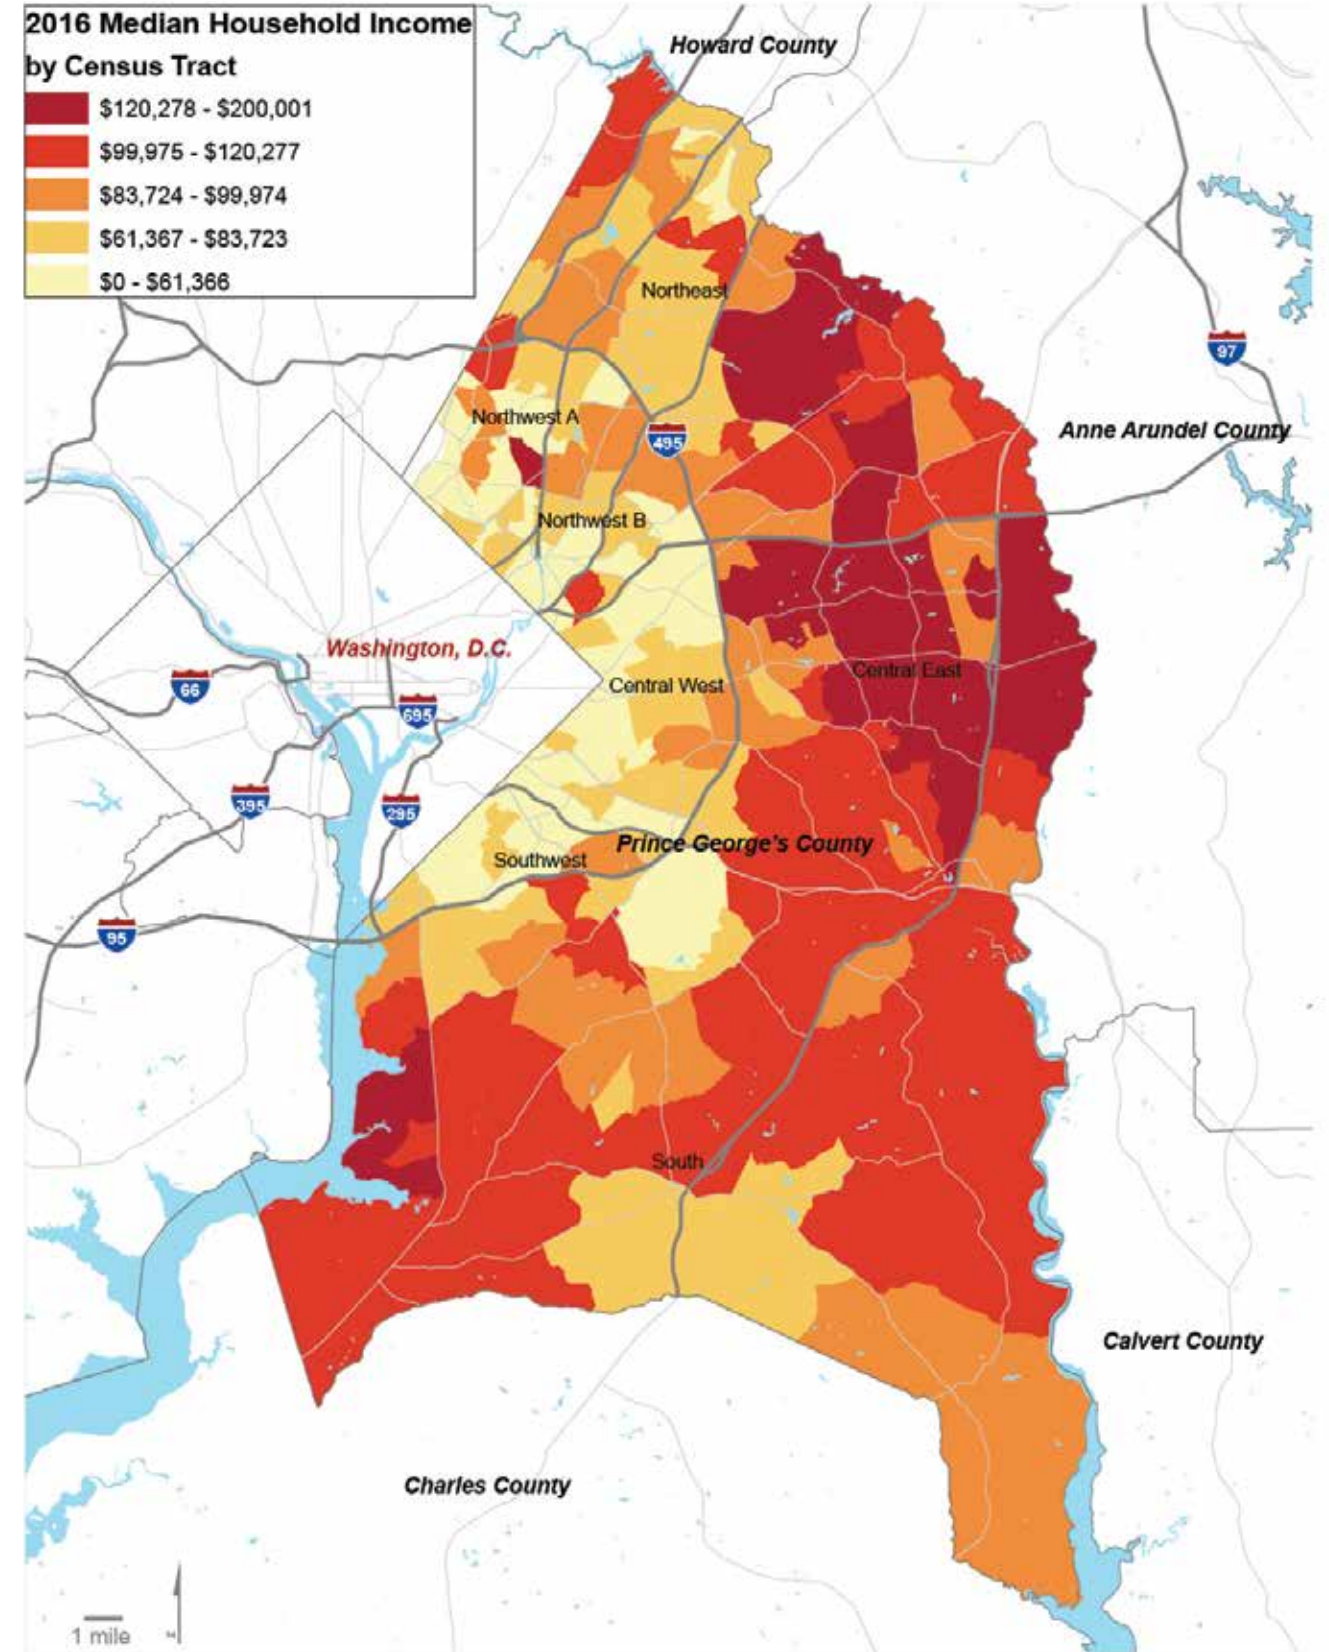 2016 Median Household Income
by Census Tract
$120,278 - $200,001
$99,975 - $120,277
$83,724 - $99,974
$61,367 - $83,723
$0 - $61,366
Howard County
Northeast
97
Northwest A
Anne Arundel County
495
Northwest B
Washington, D.C.
Central East
66
Central West
695
395
295
Prince George's County
Southwest
95
South
Calvert County
Charles County
1 mile
N